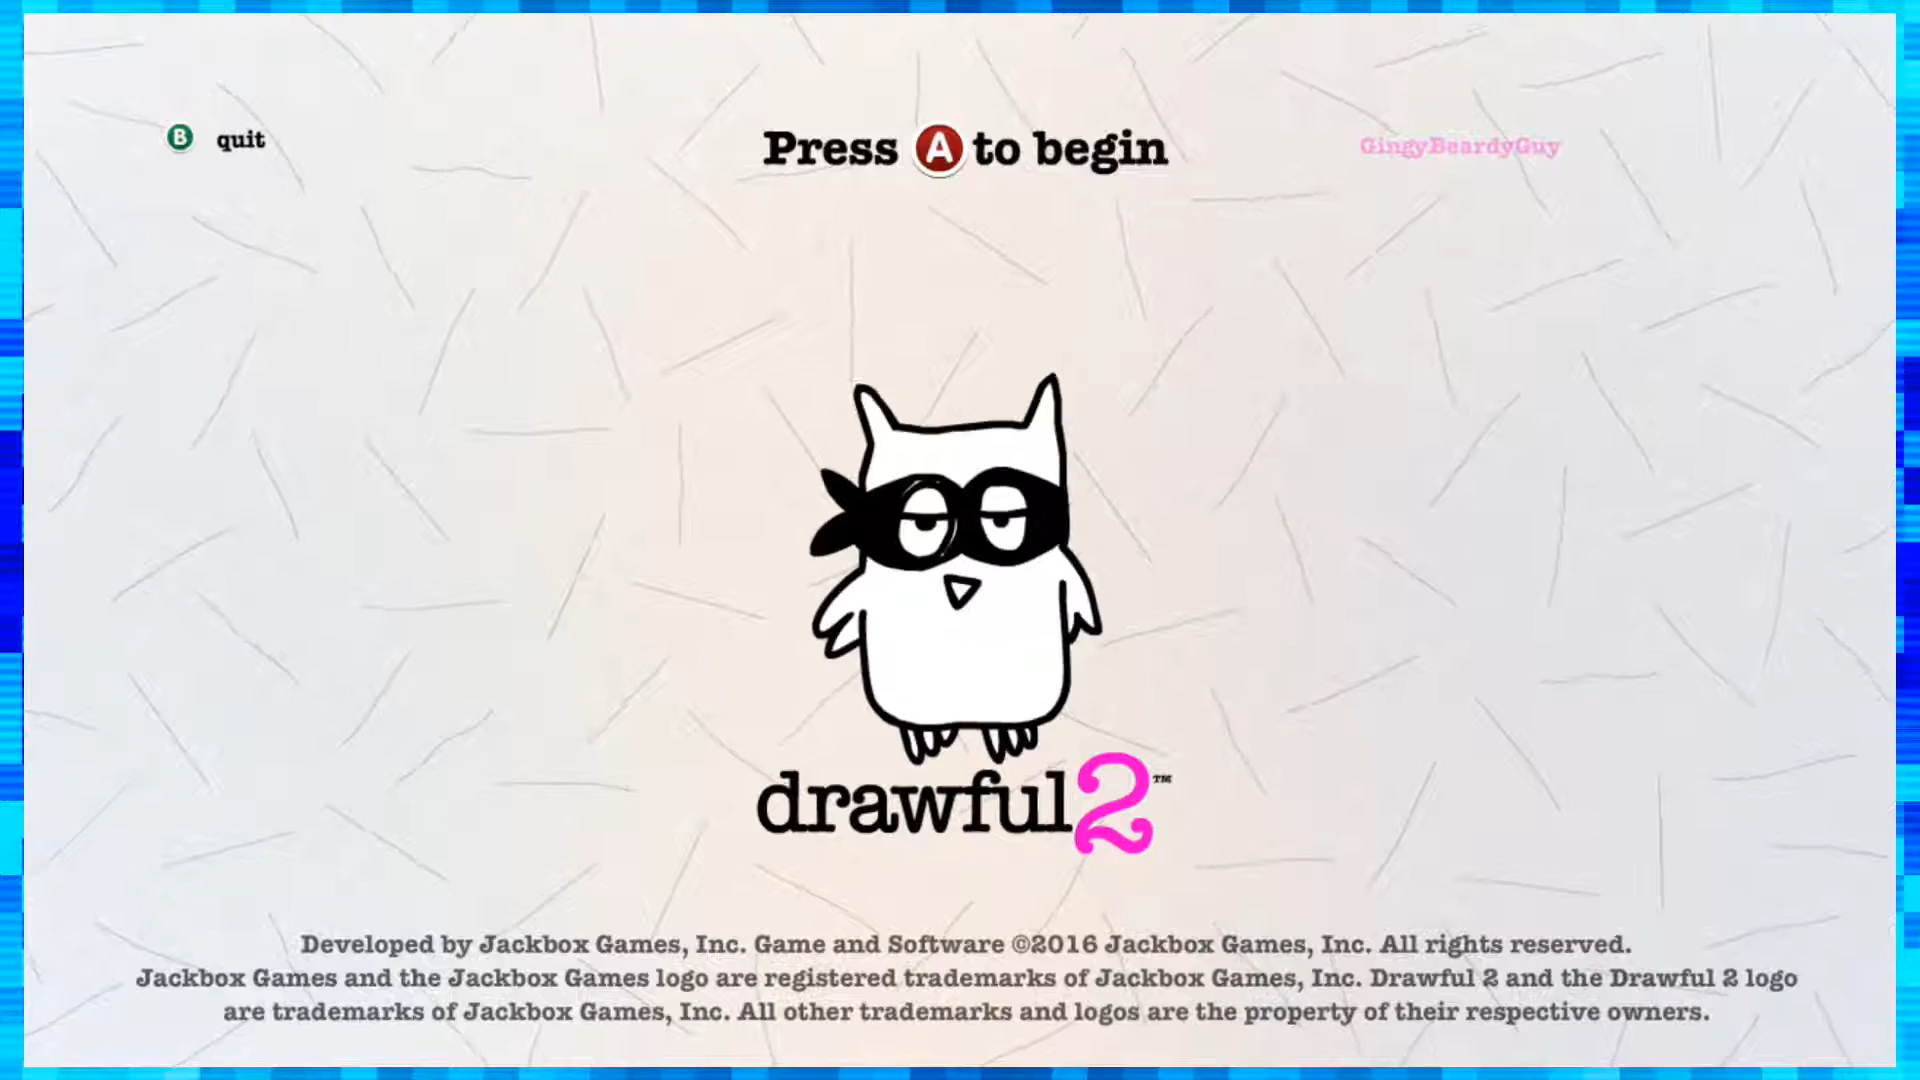 B quit
Press A to begin
GingyBeardyGuy
drawful 2™
Developed by Jackbox Games, Inc. Game and Software ©2016 Jackbox Games, Inc. All rights reserved.
Jackbox Games and the Jackbox Games logo are registered trademarks of Jackbox Games, Inc. Drawful 2 and the Drawful 2 logo
are trademarks of Jackbox Games, Inc. All other trademarks and logos are the property of their respective owners.